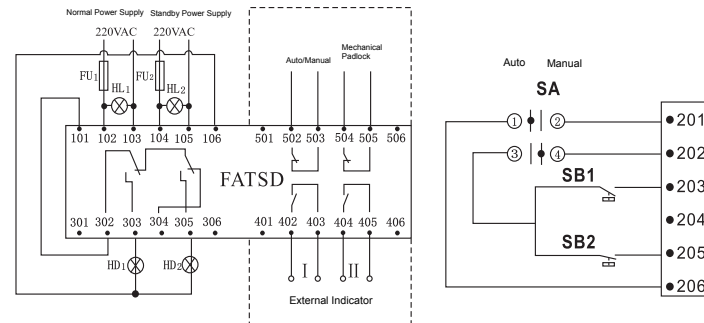 Normal Power Supply Standby Power Supply
220VAC 220VAC
Auto/Manual
Mechanical
Padlock
FU1 HL1 FU2 HL2
101 102 103 104 105 106 501 502 503 504 505 506
FATSD
301 302 303 304 305 306 401 402 403 404 405 406
HD1 HD2 I II
External Indicator
Auto Manual
SA
1 2 201
3 4 202
SB1 203
204
SB2 205
206